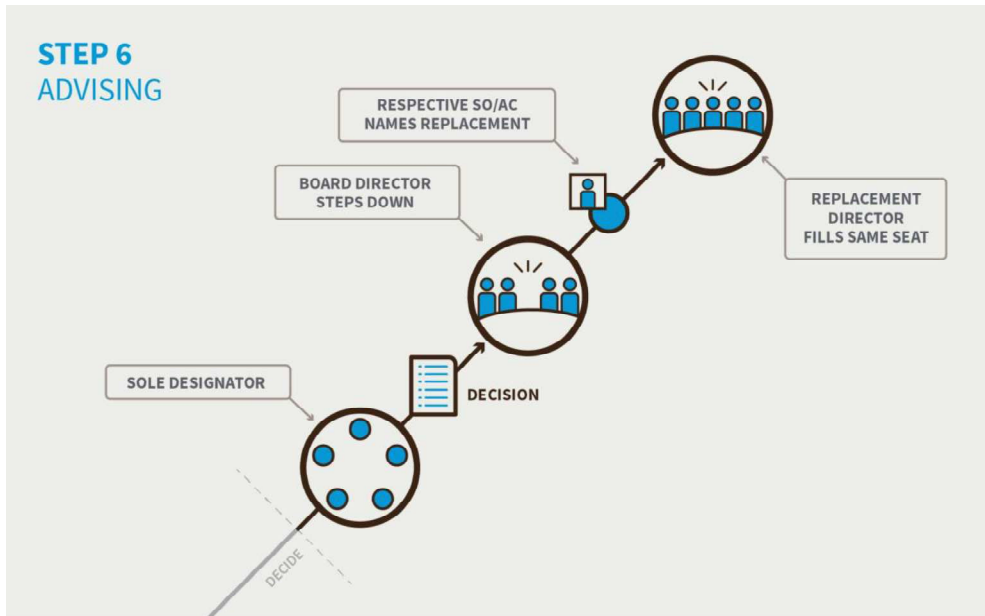 STEP 6
ADVISING
RESPECTIVE SO/AC
NAMES REPLACEMENT
BOARD DIRECTOR
STEPS DOWN
REPLACEMENT
DIRECTOR
FILLS SAME SEAT
SOLE DESIGNATOR
DECISION
DECIDE